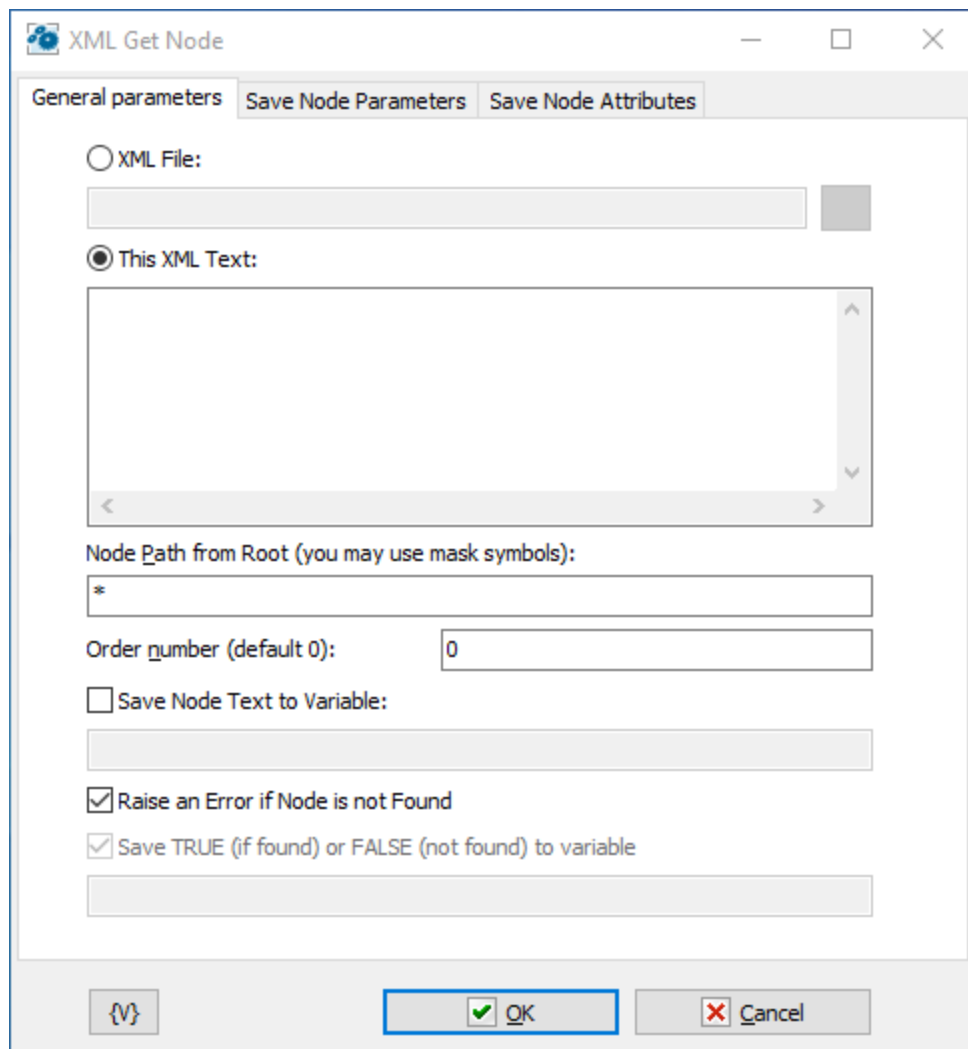 XML Get Node
General parameters Save Node Parameters Save Node Attributes
XML File:
This XML Text:
Node Path from Root (you may use mask symbols):
*
Order number (default 0): 0
Save Node Text to Variable:
Raise an Error if Node is not Found
Save TRUE (if found) or FALSE (not found) to variable
{V} OK Cancel